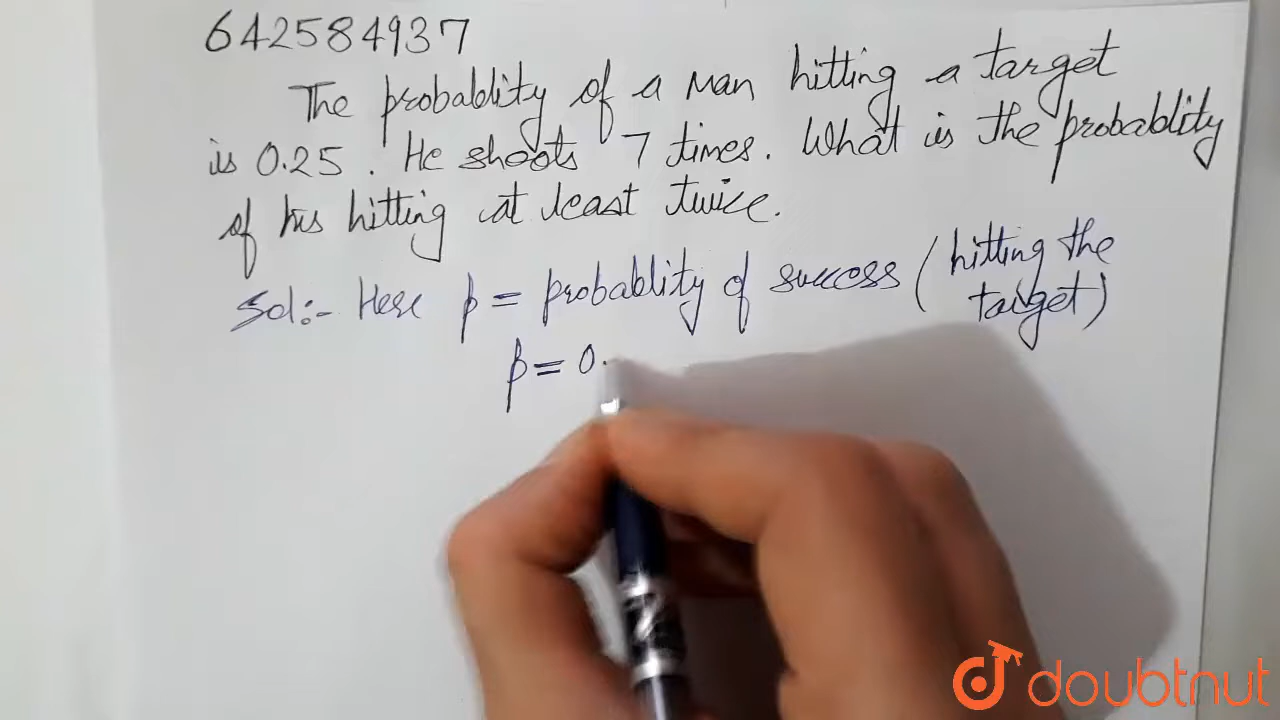 642584937
The probablity of a man hitting a target
is 0.25. He shoots 7 times. What is the probablity
of his hitting at least twice.
Sol:- Here p = probablity of success (hitting the
target)
p = 0.
doubtnut